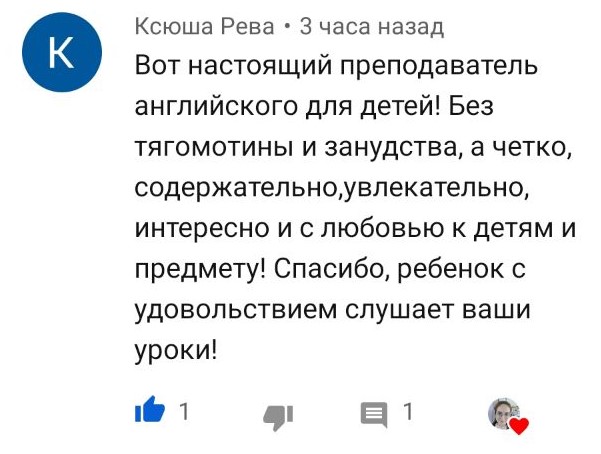 К
Ксюша Рева • 3 часа назад
Вот настоящий преподаватель
английского для детей! Без
тягомотины и занудства, а четко,
содержательно,увлекательно,
интересно и с любовью к детям и
предмету! Спасибо, ребенок с
удовольствием слушает ваши
уроки!
1 1